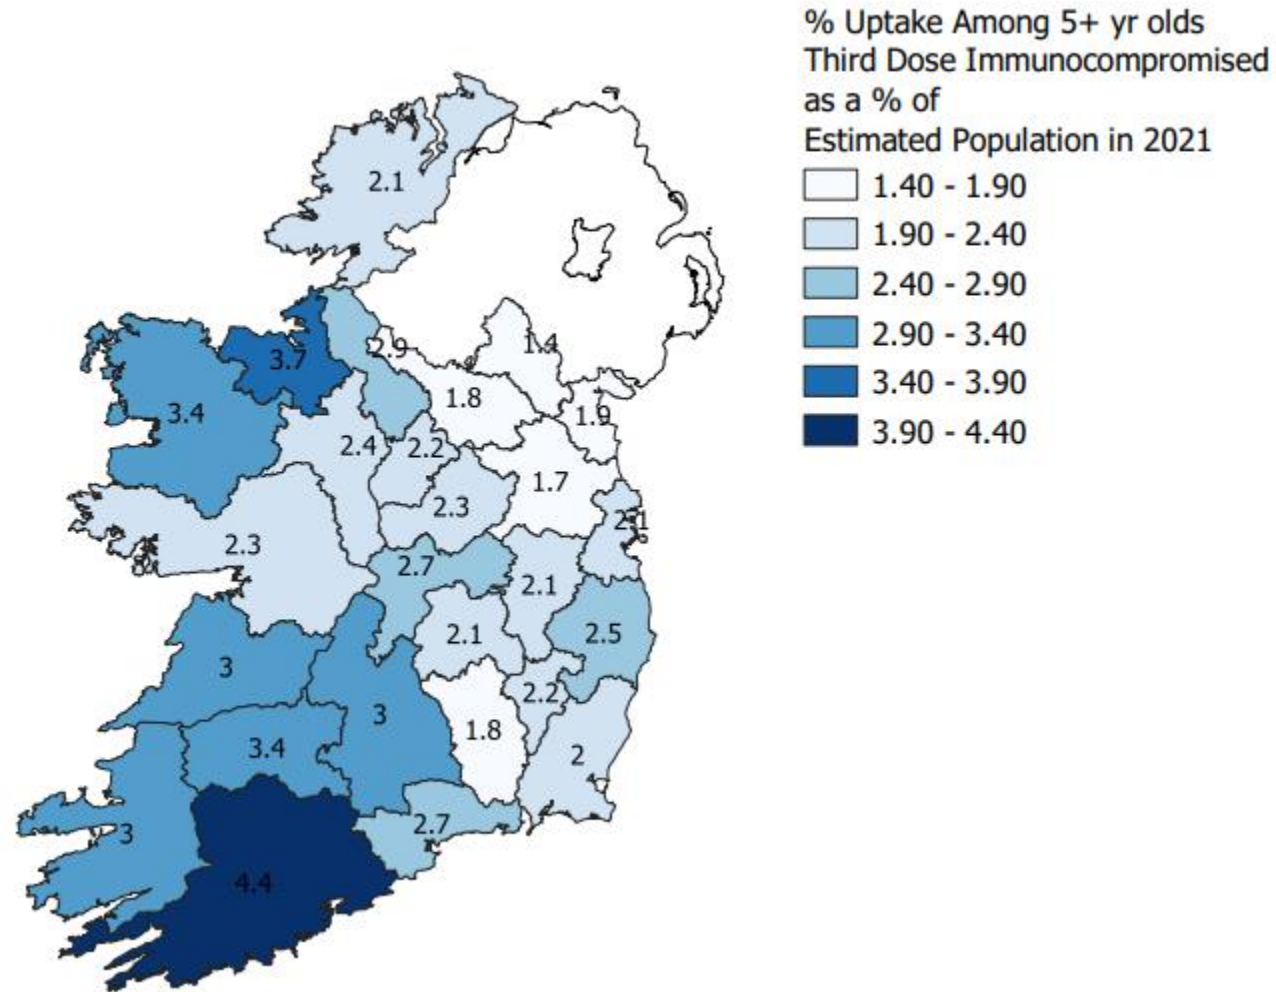 % Uptake Among 5+ yr olds
Third Dose Immunocompromised
as a % of
Estimated Population in 2021
1.40 - 1.90
1.90 - 2.40
2.40 - 2.90
2.90 - 3.40
3.40 - 3.90
3.90 - 4.40
2.1
2.9
1.4
3.7
1.8
3.4
1.9
2.4
2.2
1.7
2.3
2.1
2.3
2.7
2.1
2.1
2.5
3
2.2
3
1.8
3.4
2
2.7
3
4.4